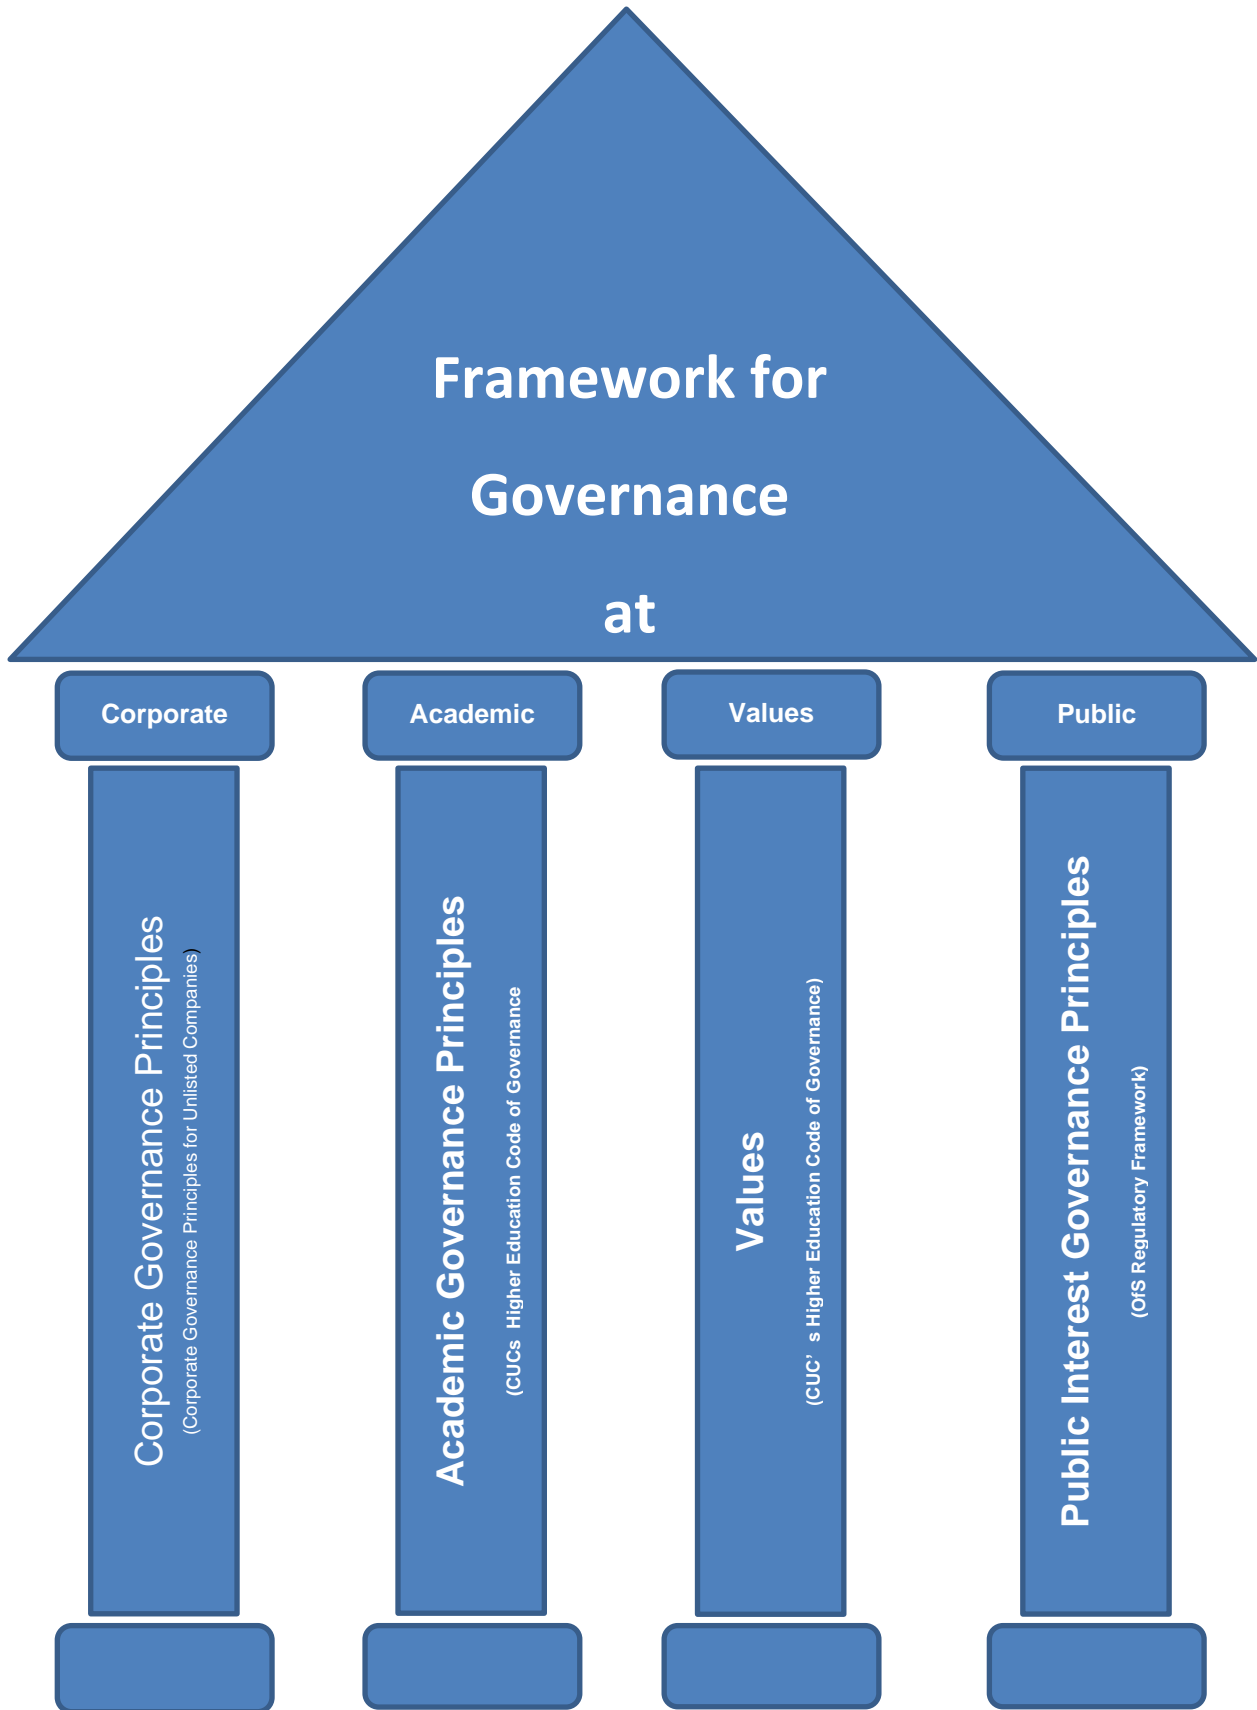 Framework for
Governance
at
Corporate
Academic
Values
Public
Corporate Governance Principles
(Corporate Governance Principles for Unlisted Companies)
Academic Governance Principles
(CUCs Higher Education Code of Governance
Values
(CUC’ s Higher Education Code of Governance)
Public Interest Governance Principles
(OfS Regulatory Framework)